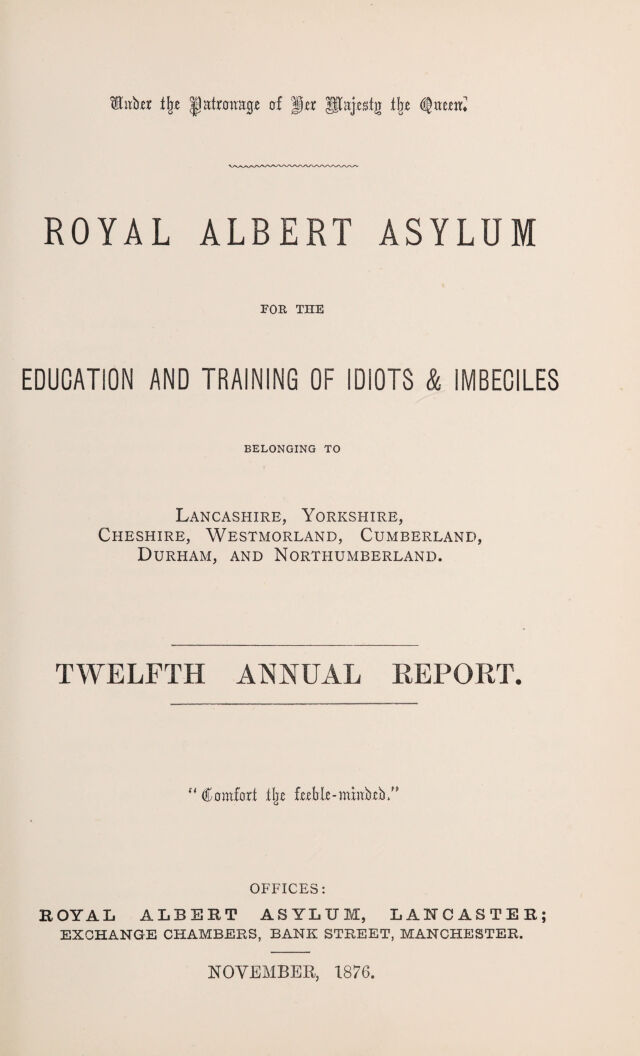 Under the Patronage of Her Majesty the Queen.
ROYAL ALBERT ASYLUM
FOR THE
EDUCATION AND TRAINING OF IDIOTS & IMBECILES
BELONGING TO
LANCASHIRE, YORKSHIRE,
CHESHIRE, WESTMORLAND, CUMBERLAND,
DURHAM, AND NORTHUMBERLAND.
TWELFTH ANNUAL REPORT.
"Comfort the feeble-minded."
OFFICES:
ROYAL ALBERT ASYLUM, LANCASTER;
EXCHANGE CHAMBERS, BANK STREET, MANCHESTER.
NOVEMBER, 1876.